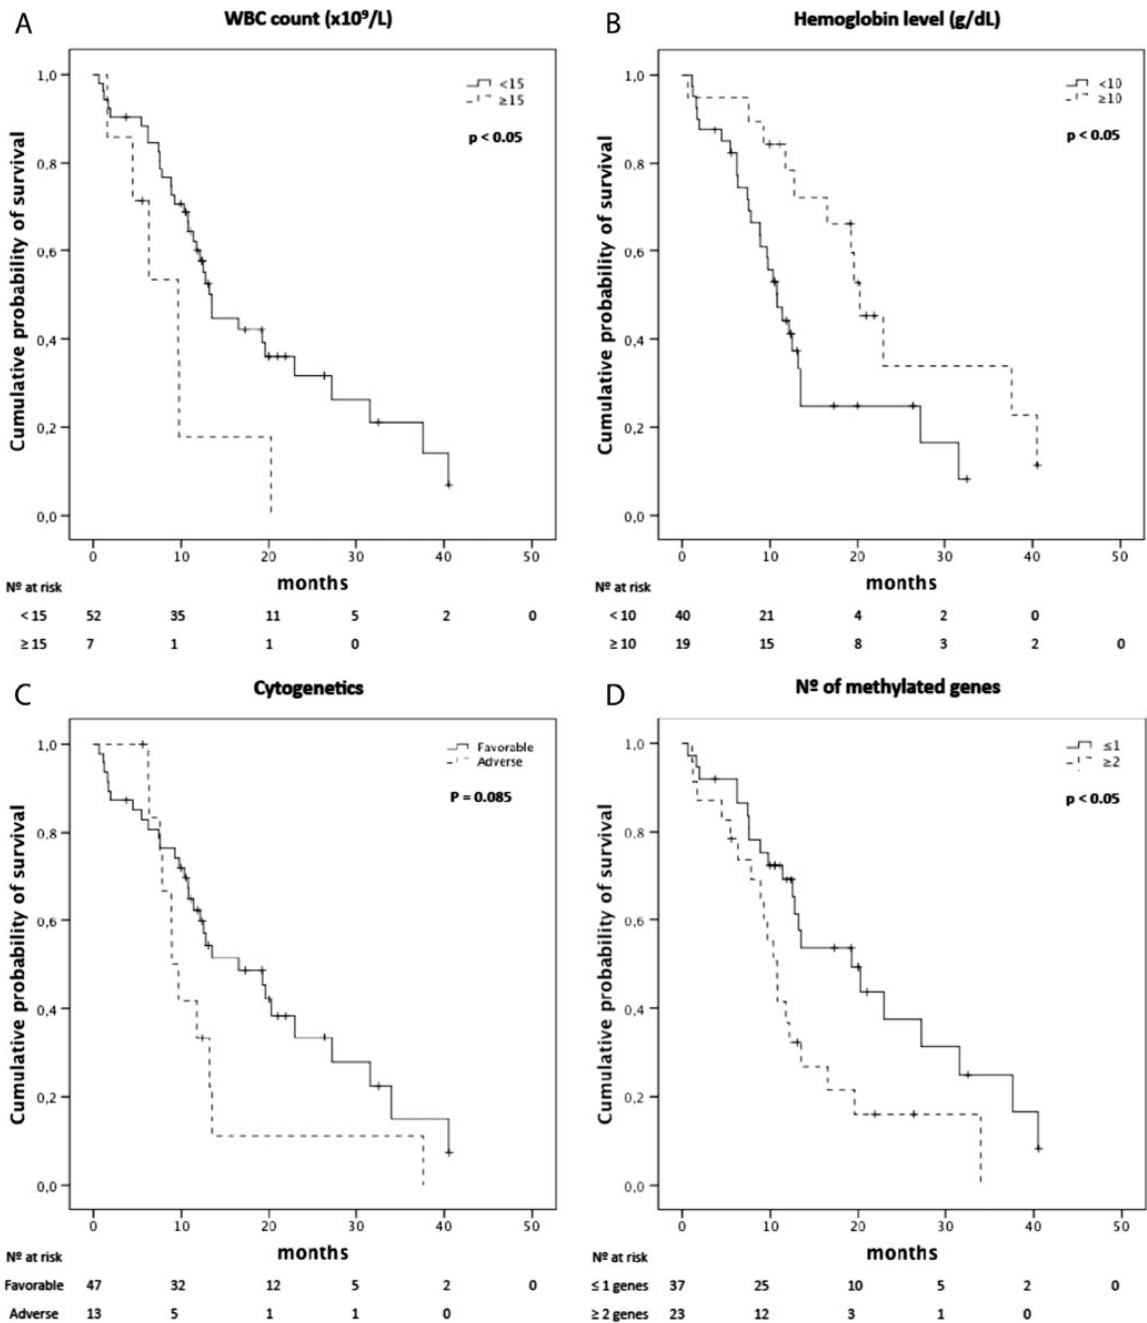 A
WBC count (x10⁹/L)
Cumulative probability of survival
1,0
0,8
0,6
0,4
0,2
0,0
<15
≥15
p < 0.05
0 10 20 30 40 50
months
Nº at risk
< 15 52 35 11 5 2 0
≥ 15 7 1 1 0
B
Hemoglobin level (g/dL)
Cumulative probability of survival
1,0
0,8
0,6
0,4
0,2
0,0
<10
≥10
p < 0.05
0 10 20 30 40 50
months
Nº at risk
< 10 40 21 4 2 0
≥ 10 19 15 8 3 2 0
C
Cytogenetics
Cumulative probability of survival
1,0
0,8
0,6
0,4
0,2
0,0
Favorable
Adverse
P = 0.085
0 10 20 30 40 50
months
Nº at risk
Favorable 47 32 12 5 2 0
Adverse 13 5 1 1 0
D
Nº of methylated genes
Cumulative probability of survival
1,0
0,8
0,6
0,4
0,2
0,0
≤1
≥2
p < 0.05
0 10 20 30 40 50
months
Nº at risk
≤ 1 genes 37 25 10 5 2 0
≥ 2 genes 23 12 3 1 0